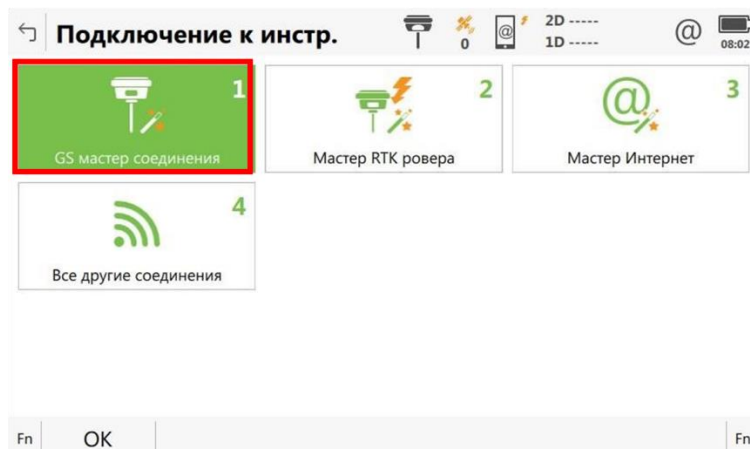 Подключение к инстр.
0
@
2D -----
1D -----
@
08:02
1
GS мастер соединения
2
Мастер RTK ровера
@
3
Мастер Интернет
4
Все другие соединения
Fn
OK
Fn